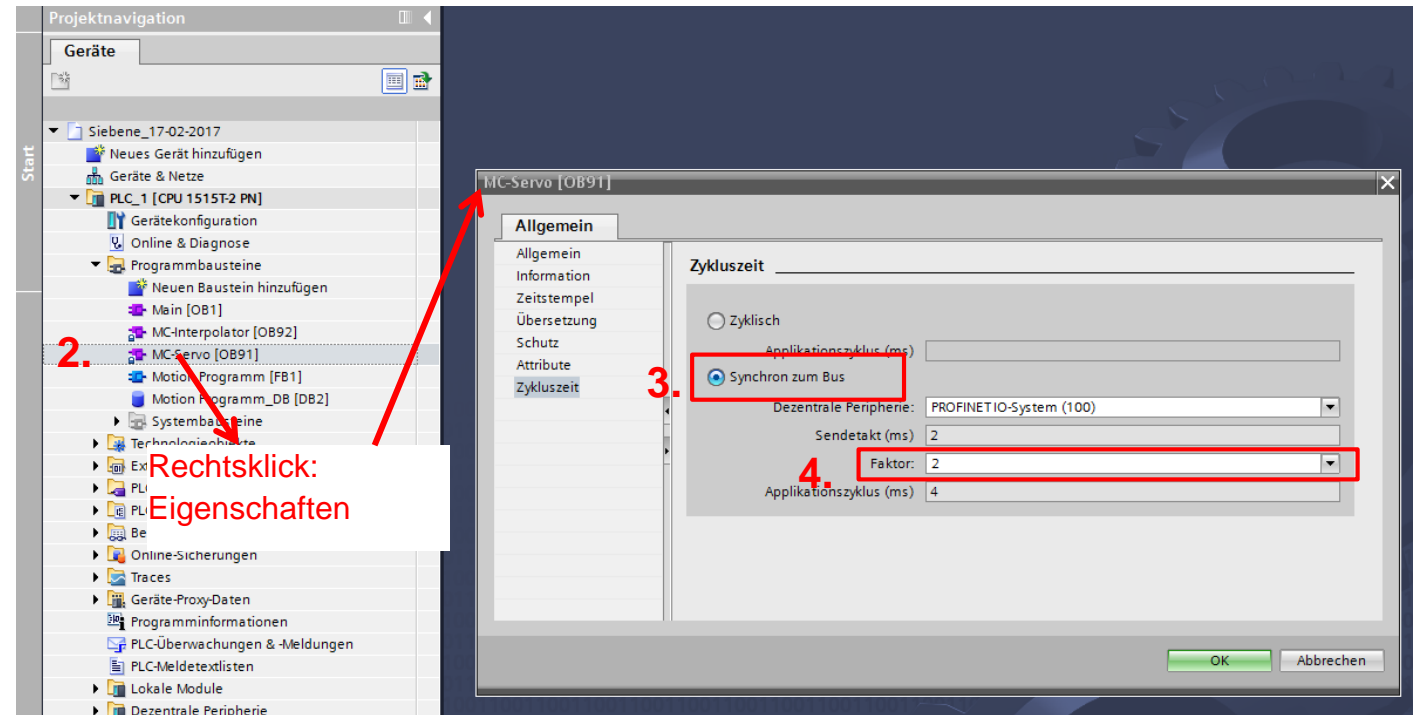 Projektnavigation
Geräte
Start
Siebene_17-02-2017
Neues Gerät hinzufügen
Geräte & Netze
PLC_1 [CPU 1515T-2 PN]
Gerätekonfiguration
Online & Diagnose
Programmbausteine
Neuen Baustein hinzufügen
Main [OB1]
MC-Interpolator [OB92]
2.
MC-Servo [OB91]
Motion Programm [FB1]
Motion Programm_DB [DB2]
Systembausteine
Technologieobjekte
Rechtsklick:
Eigenschaften
Online-Sicherungen
Traces
Geräte-Proxy-Daten
Programminformationen
PLC-Überwachungen & -Meldungen
PLC-Meldetextlisten
Lokale Module
Dezentrale Peripherie
MC-Servo [OB91]
Allgemein
Allgemein
Information
Zeitstempel
Übersetzung
Schutz
Attribute
Zykluszeit
Zykluszeit
Zyklisch
Applikationszyklus (ms)
3.
Synchron zum Bus
Dezentrale Peripherie: PROFINET IO-System (100)
Sendetakt (ms) 2
4.
Faktor: 2
Applikationszyklus (ms) 4
OK
Abbrechen